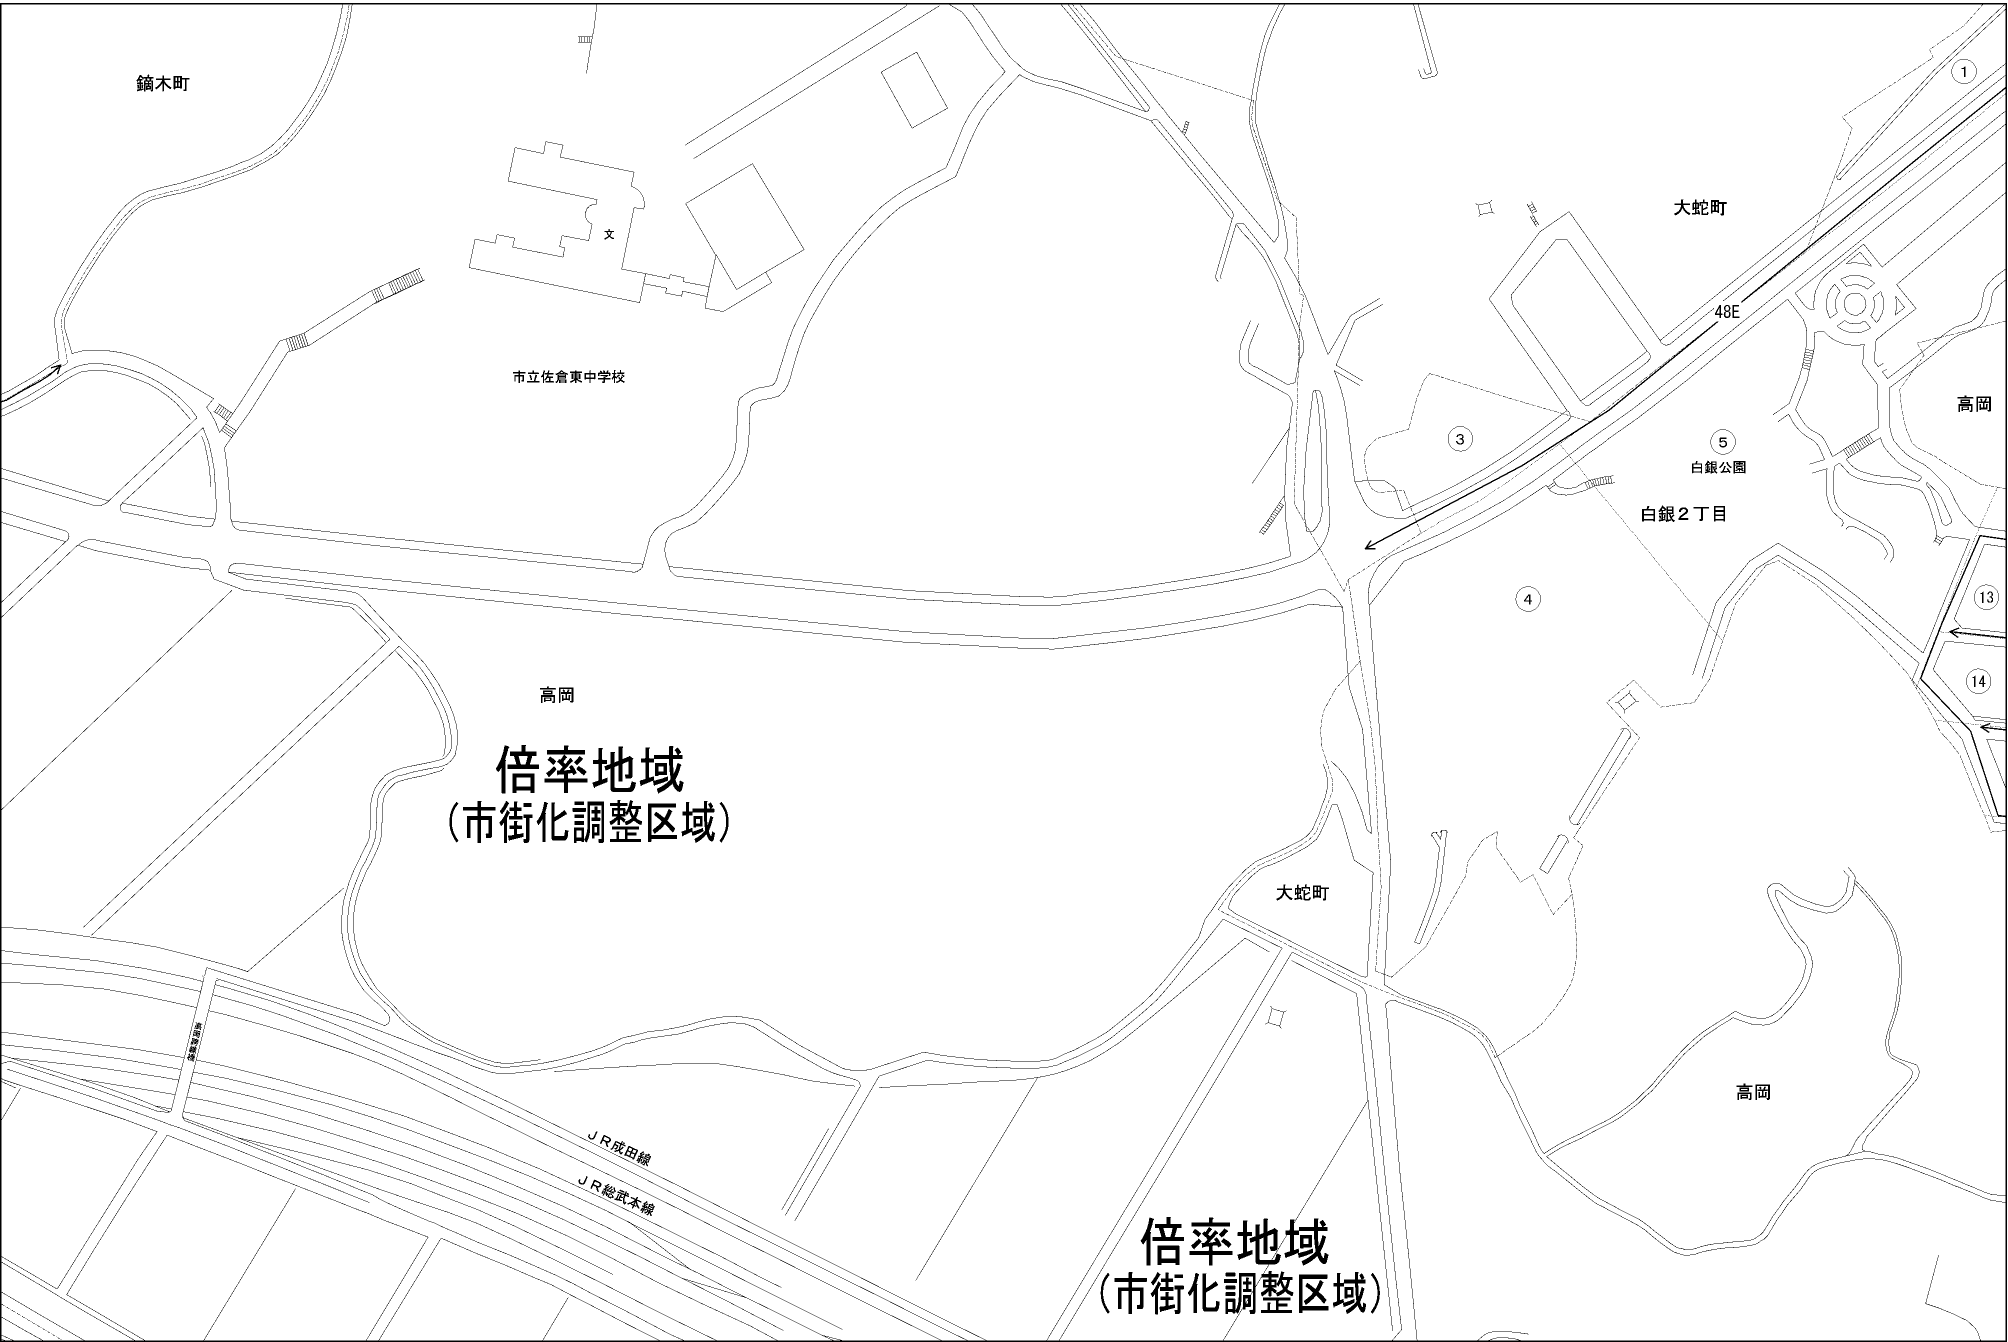 ①
鏑木町
大蛇町
文
48E
市立佐倉東中学校
高岡
③
⑤
白銀公園
白銀２丁目
④
⑬
⑭
高岡
倍率地域
（市街化調整区域）
大蛇町
高岡
ＪＲ成田線
ＪＲ総武本線
倍率地域
（市街化調整区域）